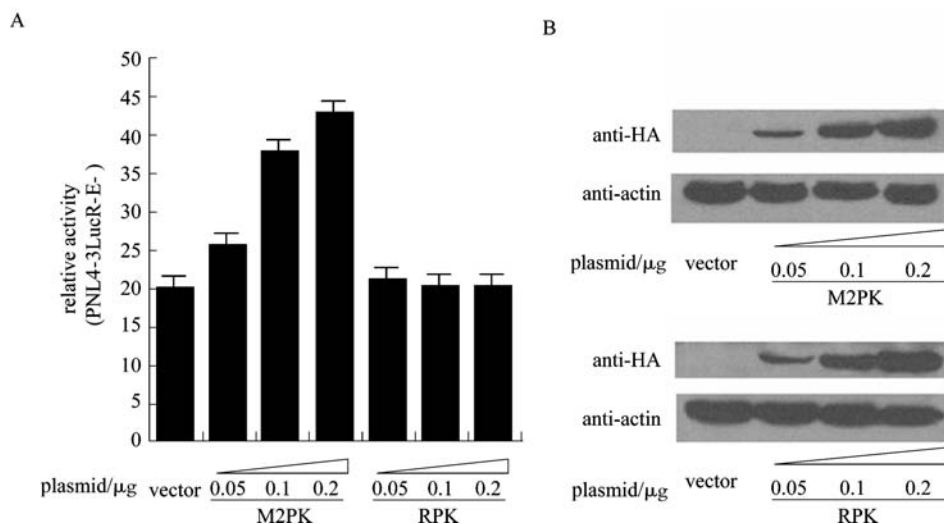 A
relative activity
(PNL4-3LucR-E-)
50
45
40
35
30
25
20
15
10
5
0
plasmid/μg vector 0.05 0.1 0.2 0.05 0.1 0.2
M2PK RPK
B
anti-HA
anti-actin
plasmid/μg vector 0.05 0.1 0.2
M2PK
anti-HA
anti-actin
plasmid/μg vector 0.05 0.1 0.2
RPK